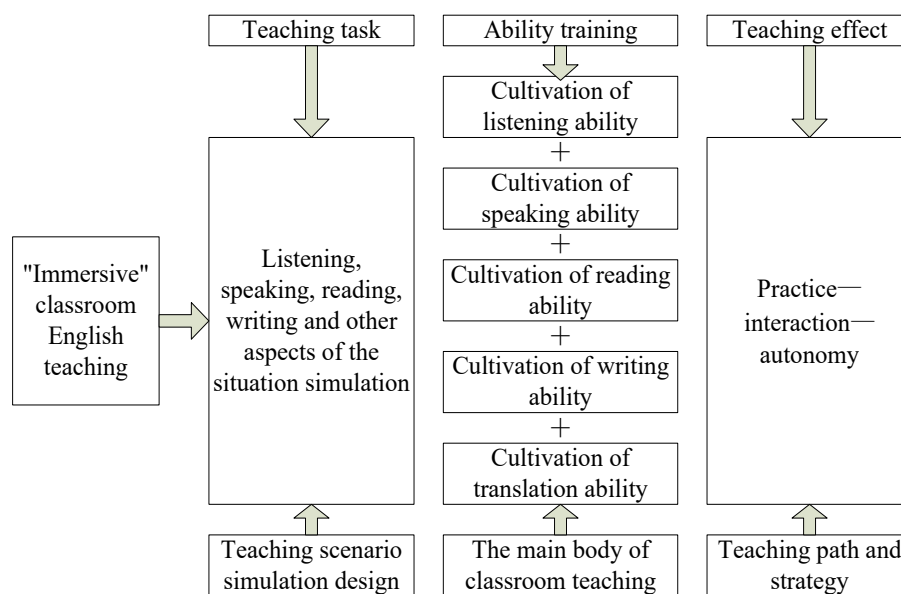 Teaching task
Ability training
Teaching effect
Cultivation of
listening ability
+
Cultivation of
speaking ability
+
Cultivation of reading
ability
+
Cultivation of writing
ability
+
Cultivation of
translation ability
"Immersive"
classroom
English
teaching
Listening,
speaking, reading,
writing and other
aspects of the
situation simulation
Practice—
interaction—
autonomy
Teaching scenario
simulation design
The main body of
classroom teaching
Teaching path and
strategy